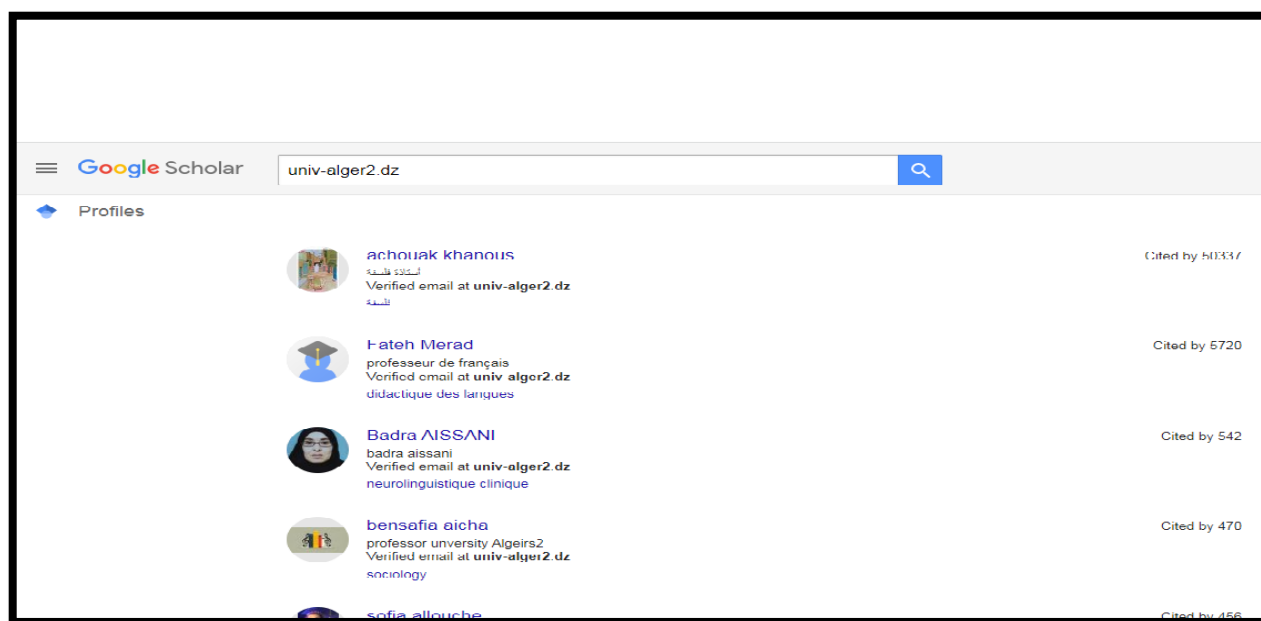 Google Scholar
univ-alger2.dz
Profiles
achouak khanous
Cited by 50337
أستاذة فلسفة
Verified email at univ-alger2.dz
الفلسفة
Fateh Merad
Cited by 5720
professeur de français
Verified email at univ-alger2.dz
didactique des langues
Badra AISSANI
Cited by 542
badra aissani
Verified email at univ-alger2.dz
neurolinguistique clinique
bensafia aicha
Cited by 470
professor unversity Algeirs2
Verified email at univ-alger2.dz
sociology
sofia allouche
Cited by 456